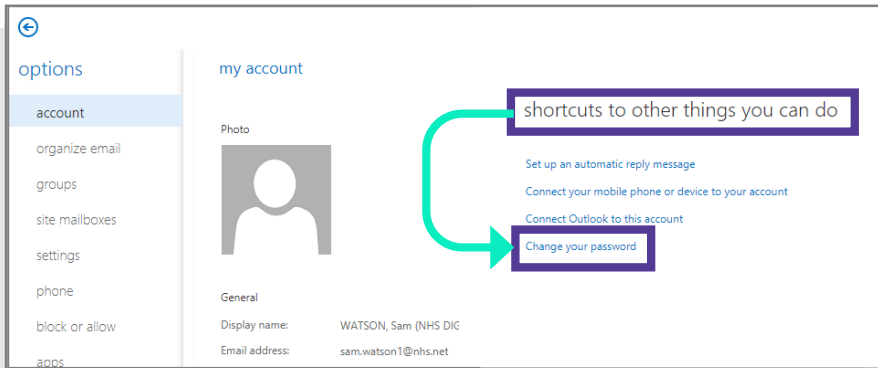 options
account
organize email
groups
site mailboxes
settings
phone
block or allow
apps
my account
Photo
General
Display name: WATSON, Sam (NHS DIG
Email address: sam.watson1@nhs.net
shortcuts to other things you can do
Set up an automatic reply message
Connect your mobile phone or device to your account
Connect Outlook to this account
Change your password